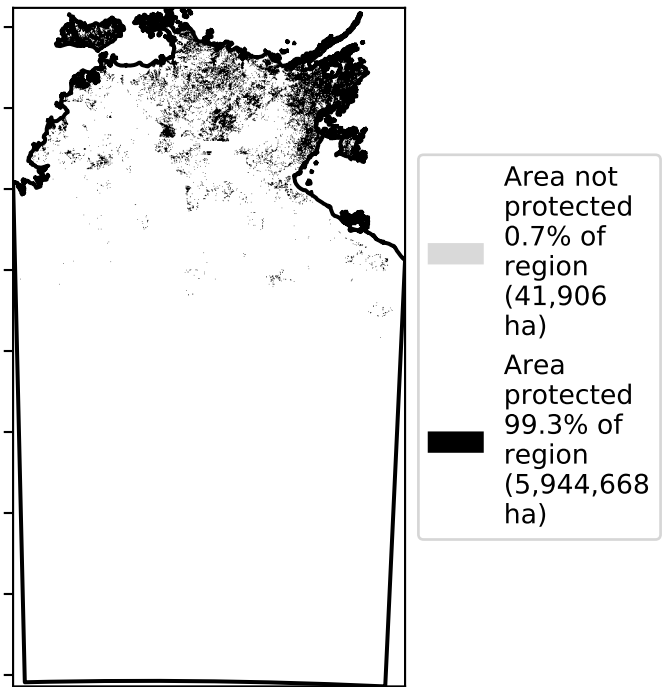 Area not
protected
0.7% of
region
(41,906
ha)
Area
protected
99.3% of
region
(5,944,668
ha)